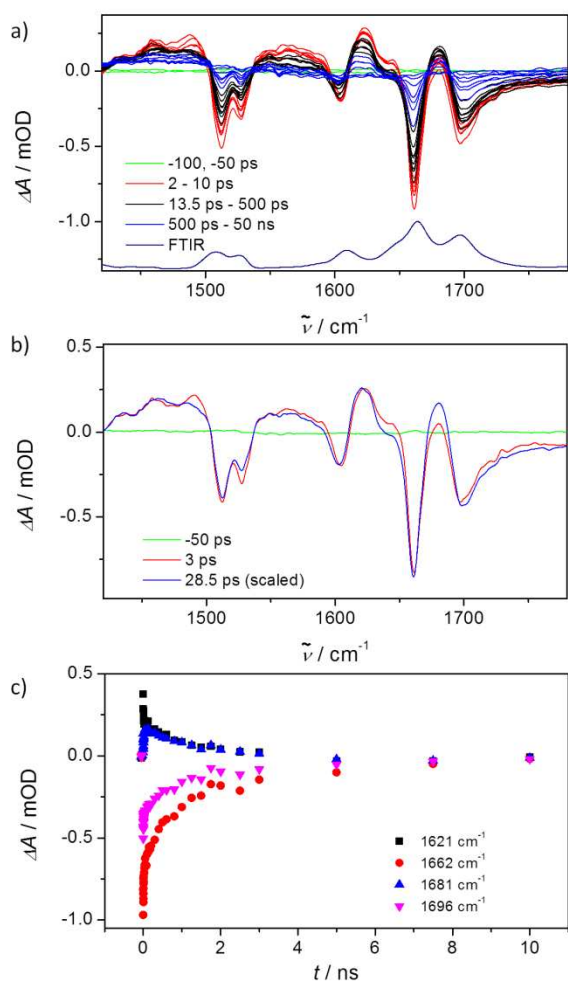 a)
0.0
-0.5
-1.0
ΔA / mOD
-100, -50 ps
2 - 10 ps
13.5 ps - 500 ps
500 ps - 50 ns
FTIR
1500 1600 1700
ν̃ / cm⁻¹
b)
0.5
0.0
-0.5
ΔA / mOD
-50 ps
3 ps
28.5 ps (scaled)
1500 1600 1700
ν̃ / cm⁻¹
c)
0.5
0.0
-0.5
-1.0
ΔA / mOD
1621 cm⁻¹
1662 cm⁻¹
1681 cm⁻¹
1696 cm⁻¹
0 2 4 6 8 10
t / ns